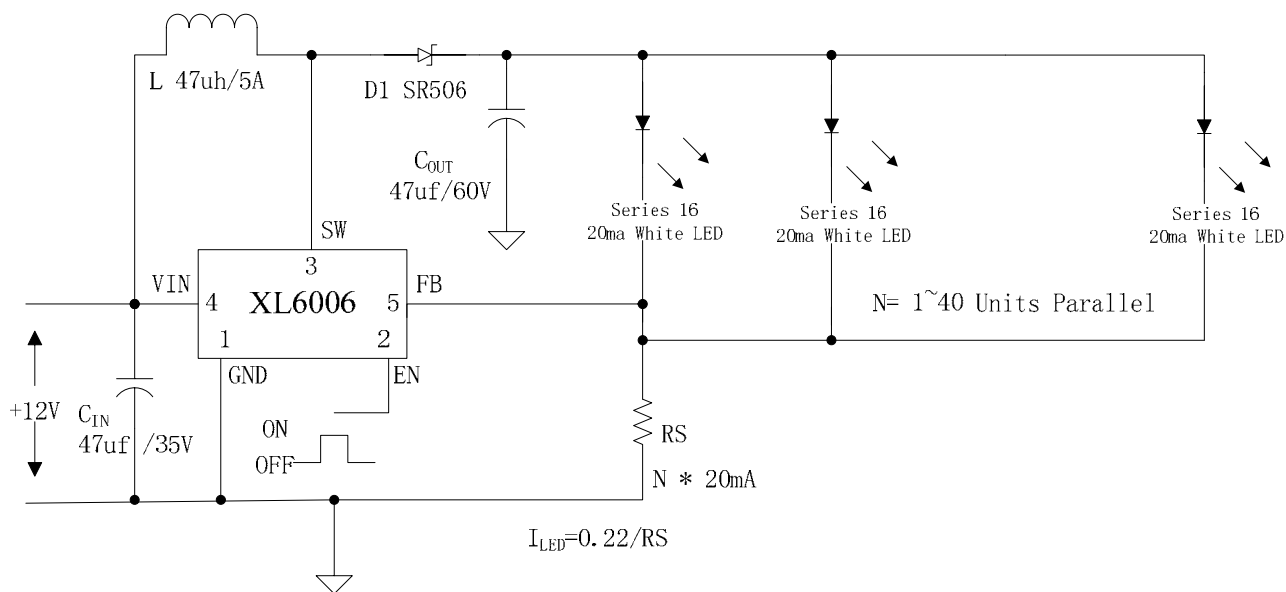 L 47uh/5A
D1 SR506
COUT
47uf/60V
Series 16
20ma White LED
Series 16
20ma White LED
Series 16
20ma White LED
SW
3
VIN
4
XL6006
5
FB
1
2
GND
EN
N= 1~40 Units Parallel
+12V
CIN
47uf /35V
ON
OFF
RS
N * 20mA
ILED=0.22/RS